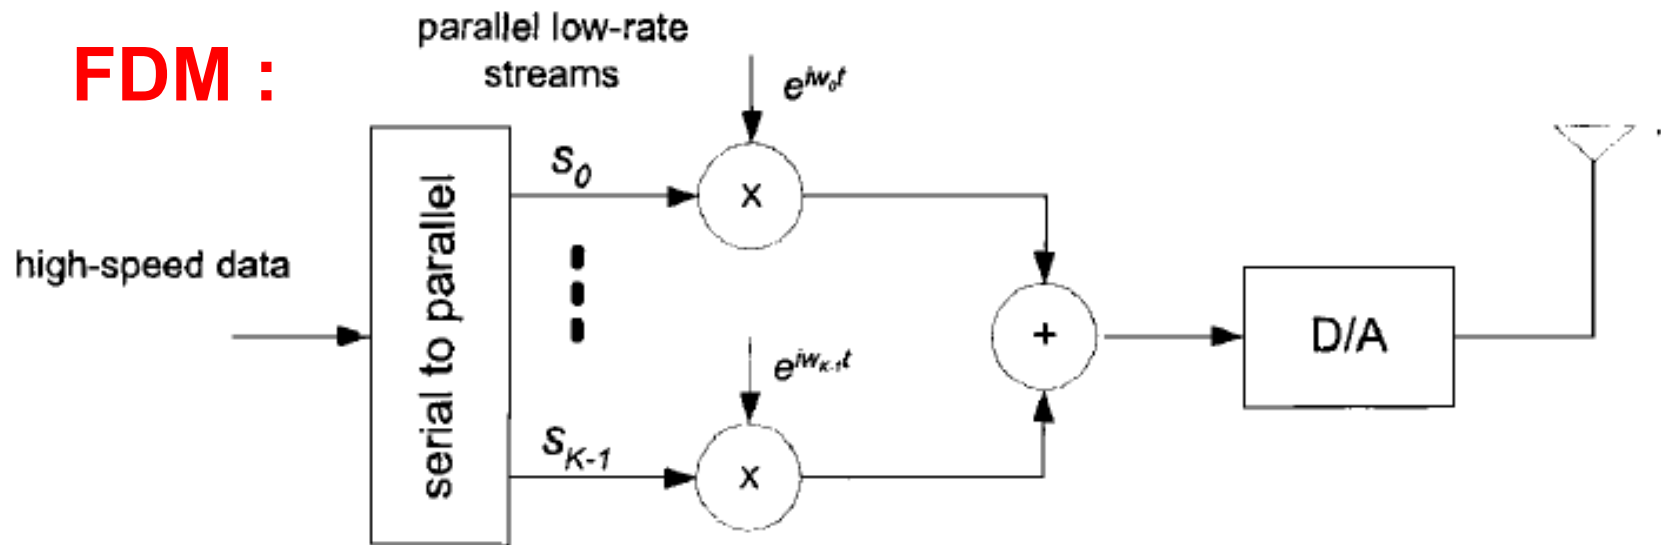 FDM :
parallel low-rate
streams
e^{iw_0t}
S_0
x
serial to parallel
high-speed data
+
D/A
e^{iw_{K-1}t}
S_{K-1}
x